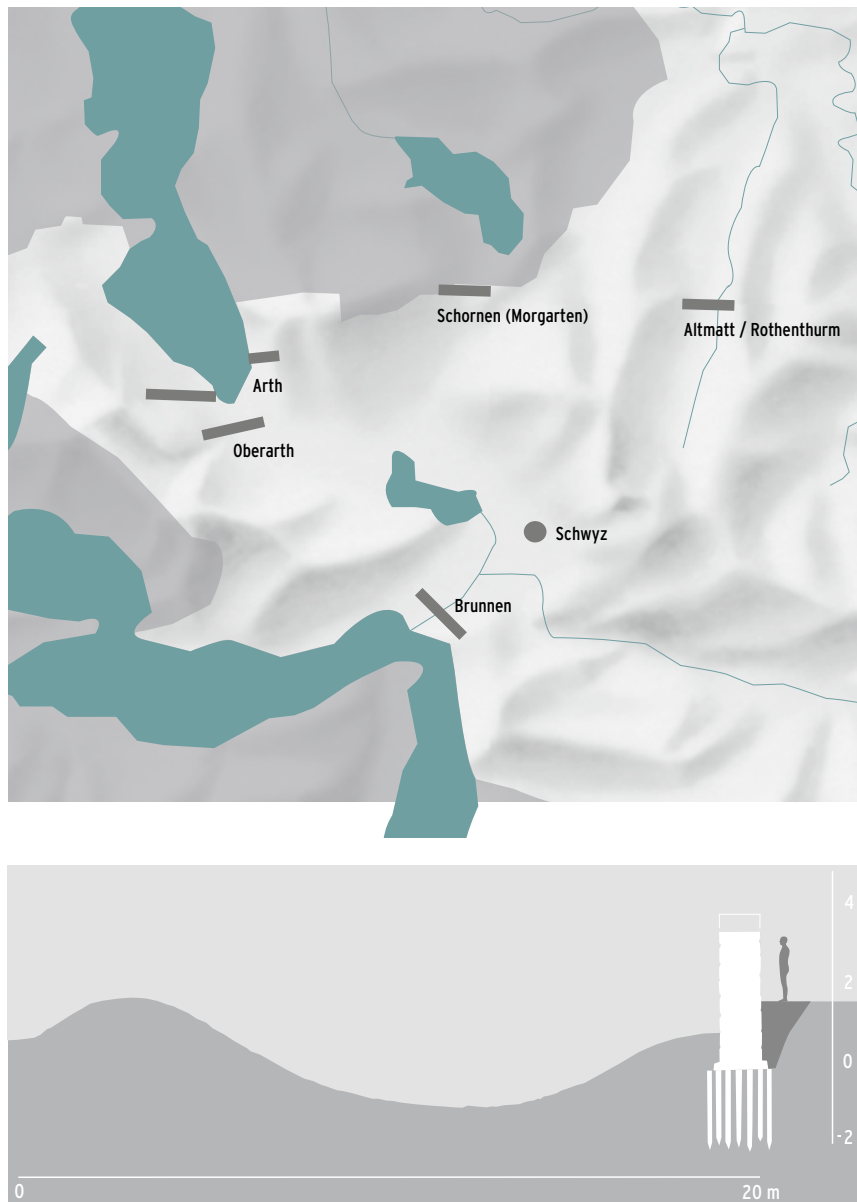 Schornen (Morgarten)
Altmatt / Rothenthurm
Arth
Oberarth
Schwyz
Brunnen
4
2
0
-2
0
20 m